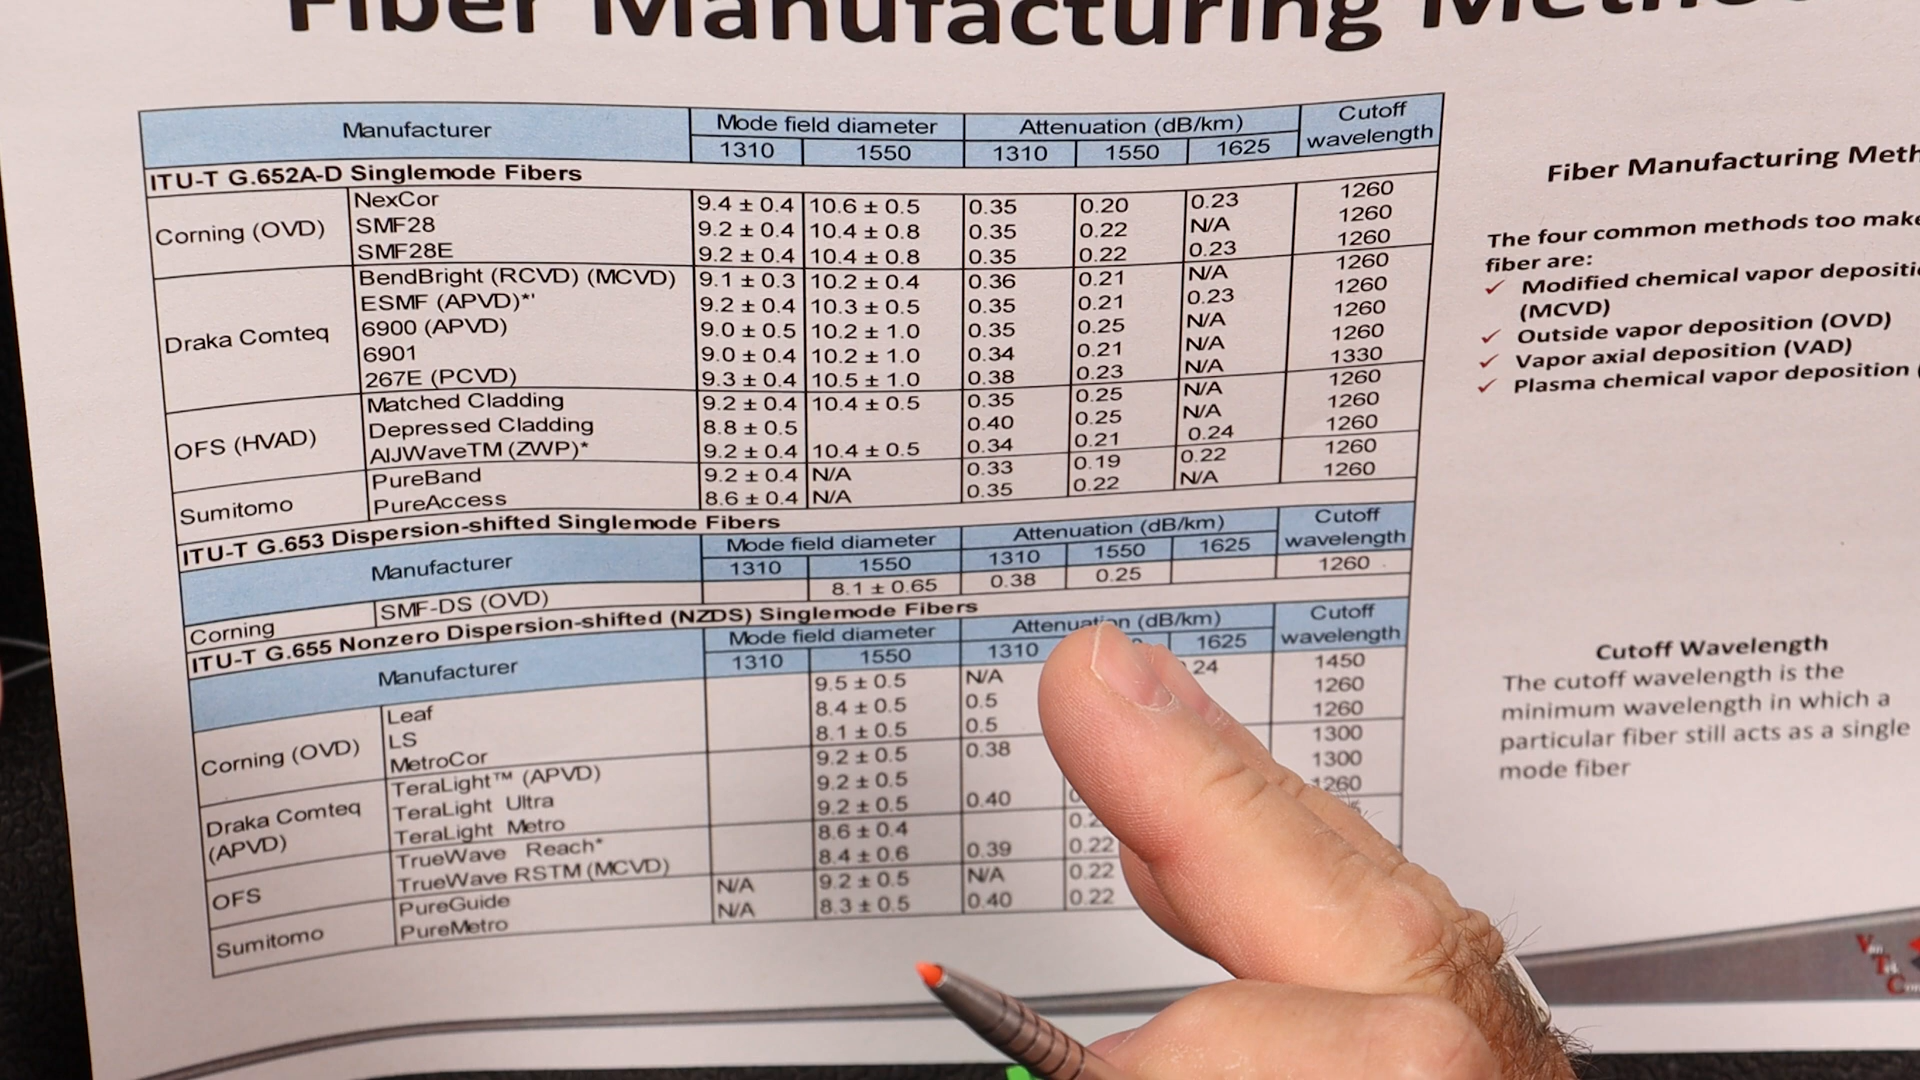 Fiber Manufacturing
Manufacturer Mode field diameter Attenuation (dB/km) Cutoff wavelength
1310 1550 1310 1550 1625
ITU-T G.652A-D Singlemode Fibers
Corning (OVD) NexCor 9.4 ± 0.4 10.6 ± 0.5 0.35 0.20 0.23 1260
SMF28 9.2 ± 0.4 10.4 ± 0.8 0.35 0.22 N/A 1260
SMF28E 9.2 ± 0.4 10.4 ± 0.8 0.35 0.22 0.23 1260
Draka Comteq BendBright (RCVD) (MCVD) 9.1 ± 0.3 10.2 ± 0.4 0.36 0.21 N/A 1260
ESMF (APVD)*' 9.2 ± 0.4 10.3 ± 0.5 0.35 0.21 0.23 1260
6900 (APVD) 9.0 ± 0.5 10.2 ± 1.0 0.35 0.25 N/A 1260
6901 9.0 ± 0.4 10.2 ± 1.0 0.34 0.21 N/A 1260
267E (PCVD) 9.3 ± 0.4 10.5 ± 1.0 0.38 0.23 N/A 1330
OFS (HVAD) Matched Cladding 9.2 ± 0.4 10.4 ± 0.5 0.35 0.25 N/A 1260
Depressed Cladding 8.8 ± 0.5 0.40 0.25 N/A 1260
AlJWaveTM (ZWP)* 9.2 ± 0.4 10.4 ± 0.5 0.34 0.21 0.24 1260
Sumitomo PureBand 9.2 ± 0.4 N/A 0.33 0.19 0.22 1260
PureAccess 8.6 ± 0.4 N/A 0.35 0.22 N/A 1260
ITU-T G.653 Dispersion-shifted Singlemode Fibers
Manufacturer Mode field diameter Attenuation (dB/km) Cutoff wavelength
1310 1550 1310 1550 1625
Corning SMF-DS (OVD) 8.1 ± 0.65 0.38 0.25 1260
ITU-T G.655 Nonzero Dispersion-shifted (NZDS) Singlemode Fibers
Manufacturer Mode field diameter Attenuation (dB/km) Cutoff wavelength
1310 1550 1310 1625
Corning (OVD) Leaf 9.5 ± 0.5 N/A 1450
LS 8.4 ± 0.5 0.5 1260
MetroCor 8.1 ± 0.5 0.5 1260
Draka Comteq (APVD) TeraLight™ (APVD) 9.2 ± 0.5 0.38 1300
TeraLight Ultra 9.2 ± 0.5 1300
TeraLight Metro 9.2 ± 0.5 0.40 1260
OFS TrueWave Reach* 8.6 ± 0.4
TrueWave RSTM (MCVD) 8.4 ± 0.6 0.39 0.22
Sumitomo PureGuide N/A 9.2 ± 0.5 N/A 0.22
PureMetro N/A 8.3 ± 0.5 0.40 0.22
Fiber Manufacturing
The four common methods too make
fiber are:
✓ Modified chemical vapor
(MCVD)
✓ Outside vapor deposition (OVD)
✓ Vapor axial deposition (VAD)
✓ Plasma chemical vapor deposition
Cutoff Wavelength
The cutoff wavelength is the
minimum wavelength in which a
particular fiber still acts as a single
mode fiber